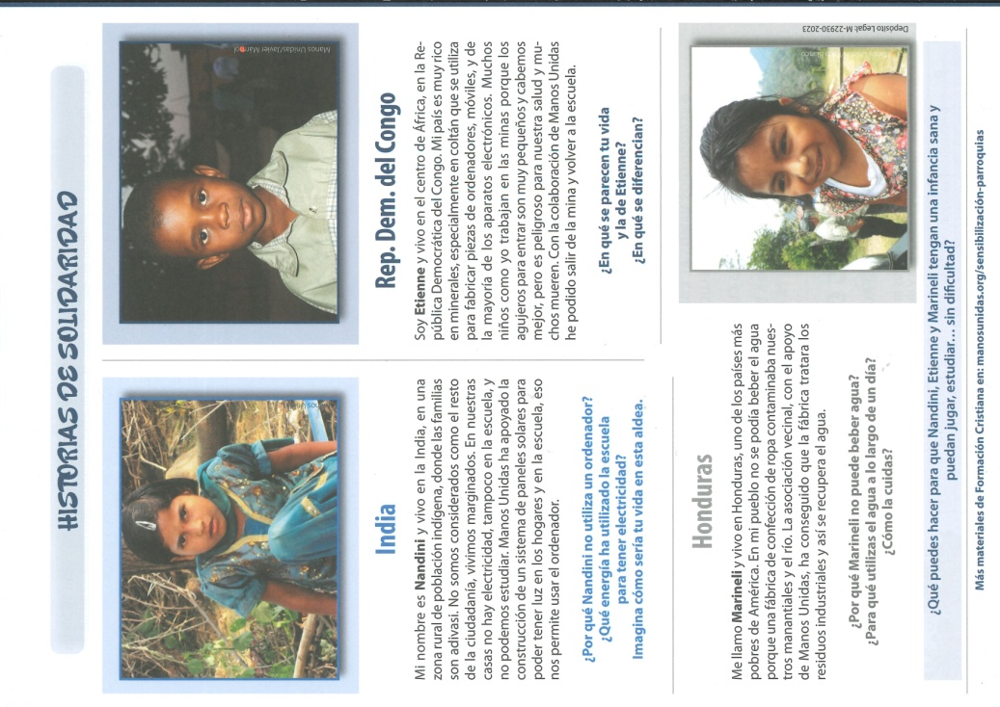 HISTORIAS DE SOLIDARIDAD
India
Mi nombre es Nandini y vivo en la India, en una
zona rural de población indígena, donde las familias
son adivasi. No somos considerados como el resto
de la ciudadanía, vivimos marginados. En nuestras
casas no hay electricidad, tampoco en la escuela, y
no podemos estudiar. Manos Unidas ha apoyado la
construcción de un sistema de paneles solares para
poder tener luz en los hogares y en la escuela, eso
nos permite usar el ordenador.
¿Por qué Nandini no utiliza un ordenador?
¿Qué energía ha utilizado la escuela
para tener electricidad?
Imagina cómo sería tu vida en esta aldea.
Manos Unidas/Javier Marmol
Rep. Dem. del Congo
Soy Etienne y vivo en el centro de África, en la Re-
pública Democrática del Congo. Mi país es muy rico
en minerales, especialmente en coltán que se utiliza
para fabricar piezas de ordenadores, móviles, y de
la mayoría de los aparatos electrónicos. Muchos
niños como yo trabajan en las minas porque los
agujeros para entrar son muy pequeños y cabemos
mejor, pero es peligroso para nuestra salud y mu-
chos mueren. Con la colaboración de Manos Unidas
he podido salir de la mina y volver a la escuela.
¿En qué se parecen tu vida
y la de Etienne?
¿En qué se diferencian?
Honduras
Me llamo Marineli y vivo en Honduras, uno de los países más
pobres de América. En mi pueblo no se podía beber el agua
porque una fábrica de confección de ropa contaminaba nues-
tros manantiales y el río. La asociación vecinal, con el apoyo
de Manos Unidas, ha conseguido que la fábrica tratara los
residuos industriales y así se recupera el agua.
¿Por qué Marineli no puede beber agua?
¿Para qué utilizas el agua a lo largo de un día?
¿Cómo la cuidas?
Depósito Legal: M-22930-2023
¿Qué puedes hacer para que Nandini, Etienne y Marineli tengan una infancia sana y
puedan jugar, estudiar... sin dificultad?
Más materiales de Formación Cristiana en: manosunidas.org/sensibilización-parroquias